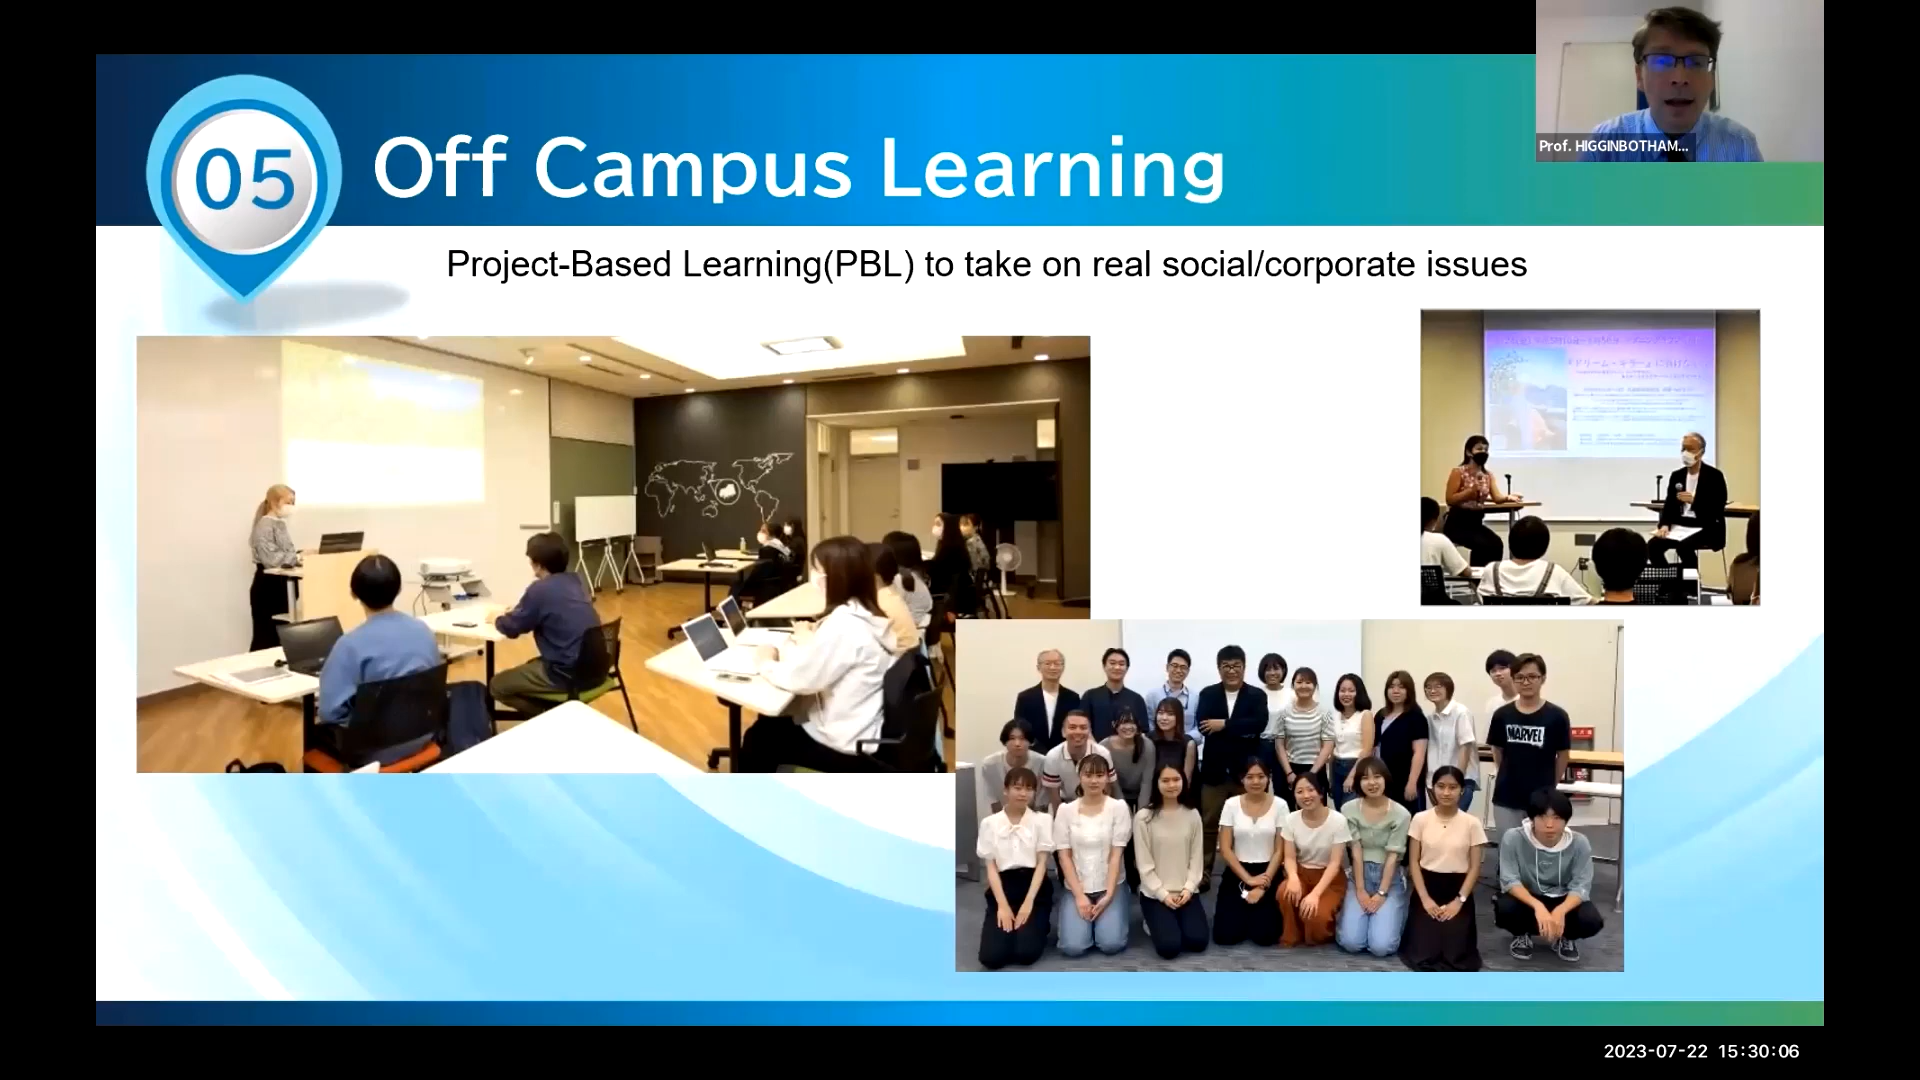 05
Off Campus Learning
Prof. HIGGINBOTHAM...
Project-Based Learning(PBL) to take on real social/corporate issues
MARVEL
2023-07-22 15:30:06